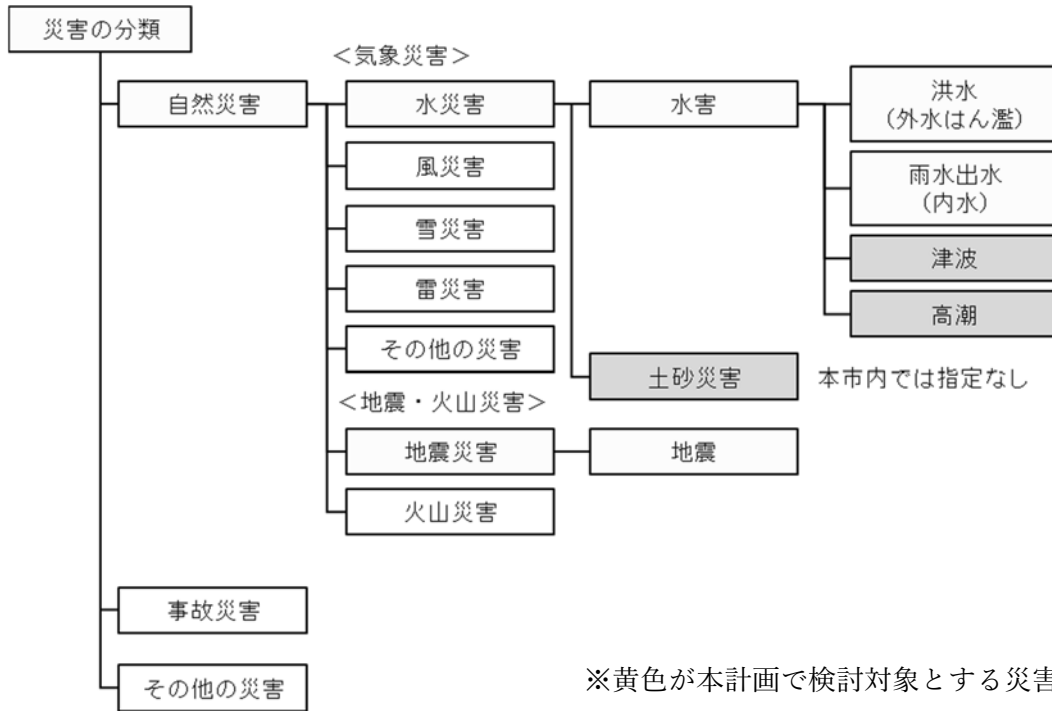 災害の分類
＜気象災害＞
自然災害
水災害
水害
洪水
(外水はん濫)
風災害
雨水出水
(内水)
雪災害
津波
雷災害
高潮
その他の災害
土砂災害
本市内では指定なし
＜地震・火山災害＞
地震災害
地震
火山災害
事故災害
その他の災害
※黄色が本計画で検討対象とする災害